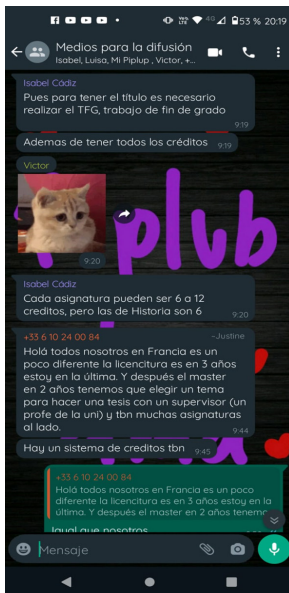 53 % 20:19
Medios para la difusión
Isabel, Luisa, Mi Piplup , Victor, +...
Isabel Cádiz
Pues para tener el título es necesario
realizar el TFG, trabajo de fin de
grado
9:19
Ademas de tener todos los créditos 9:19
Victor
9:20
plub
Isabel Cádiz
Cada asignatura pueden ser 6 a 12
creditos, pero las de Historia son 6
9:20
+33 6 10 24 00 84 ~Justine
Holá todos nosotros en Francia es un
poco diferente la licencitura es en 3 años
estoy en la última. Y después el master
en 2 años tenemos que elegir un tema
para hacer una tesis con un supervisor (un
profe de la uni) y tbn muchas asignaturas
al lado.
9:44
Hay un sistema de creditos tbn 9:45
+33 6 10 24 00 84
Holá todos nosotros en Francia es un poco
diferente la licencitura es en 3 años estoy en la
última. Y después el master en 2 años tenemo
Igual que nosotros
Mensaje